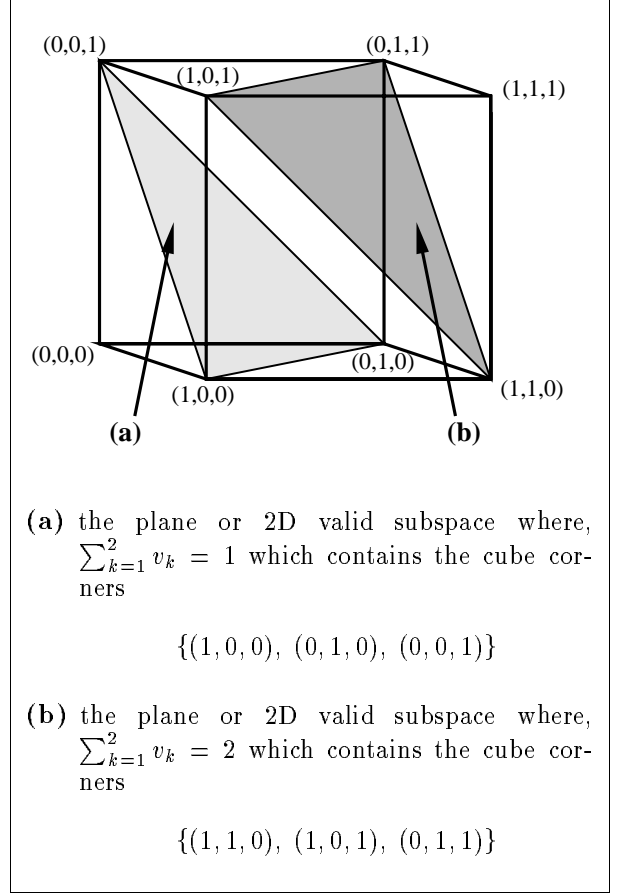 (0,0,1)
(0,1,1)
(1,0,1)
(1,1,1)
(0,0,0)
(0,1,0)
(1,0,0)
(1,1,0)
(a)
(b)
(a) the plane or 2D valid subspace where,
∑_{k=1}^{2} v_k = 1 which contains the cube cor-
ners
{(1, 0, 0), (0, 1, 0), (0, 0, 1)}
(b) the plane or 2D valid subspace where,
∑_{k=1}^{2} v_k = 2 which contains the cube cor-
ners
{(1, 1, 0), (1, 0, 1), (0, 1, 1)}